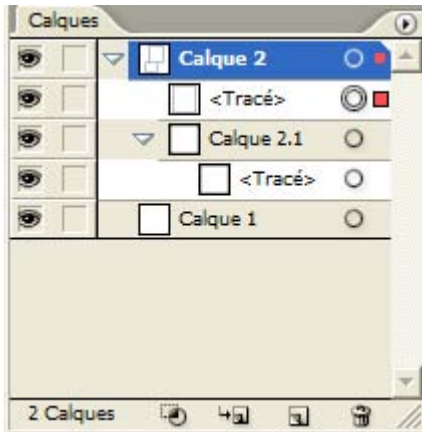 Calques
Calque 2
<Tracé>
Calque 2.1
<Tracé>
Calque 1
2 Calques